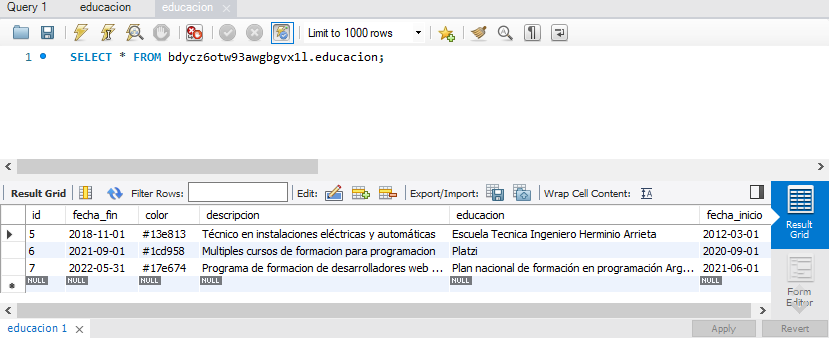 Query 1 educacion educacion
Limit to 1000 rows
1 SELECT * FROM bdycz6otw93awgbgvx1l.educacion;
Result Grid Filter Rows: Edit: Export/Import: Wrap Cell Content: IA
id fecha_fin color descripcion educacion fecha_inicio
5 2018-11-01 #13e813 Técnico en instalaciones eléctricas y automáticas Escuela Tecnica Ingeniero Herminio Arrieta 2012-03-01
6 2021-09-01 #1cd958 Multiples cursos de formacion para programacion Platzi 2020-09-01
7 2022-05-31 #17e674 Programa de formacion de desarrolladores web ... Plan nacional de formación en programación Arg... 2021-06-01
NULL NULL NULL NULL NULL NULL
Result
Grid
Form
Editor
educacion 1 Apply Revert